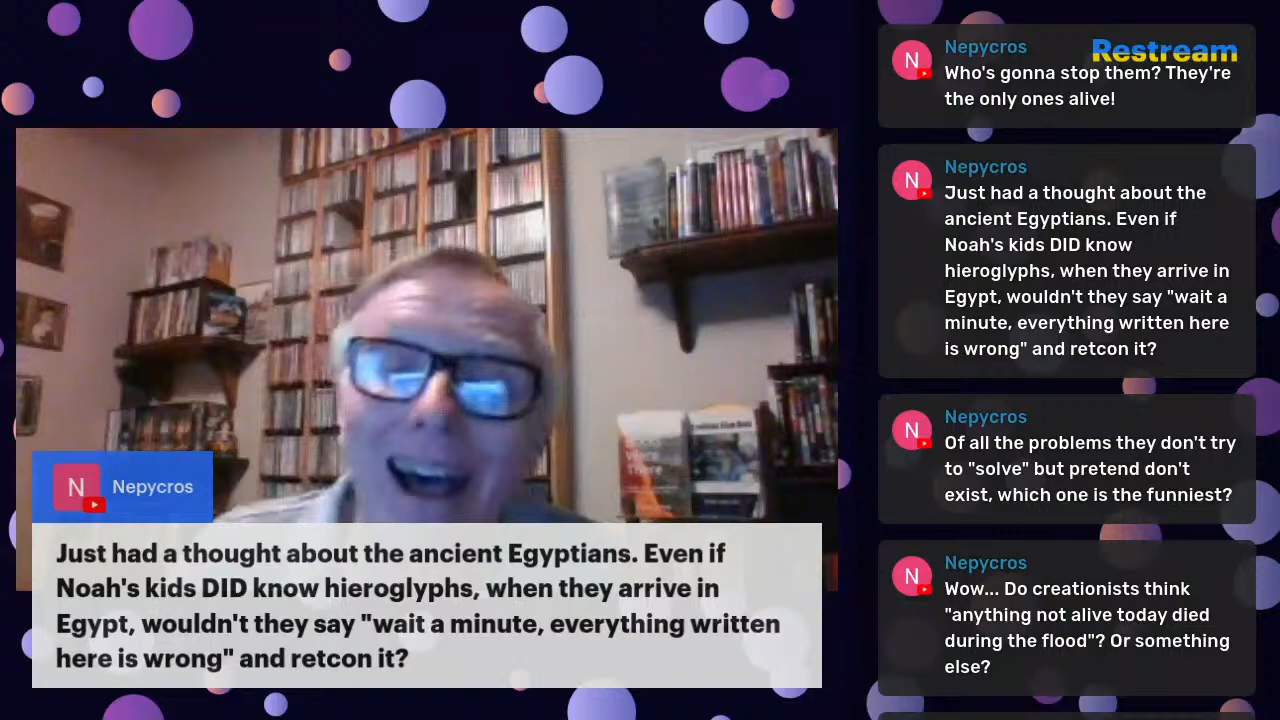 Nepycros
Just had a thought about the ancient Egyptians. Even if
Noah's kids DID know hieroglyphs, when they arrive in
Egypt, wouldn't they say "wait a minute, everything written
here is wrong" and retcon it?
Restream
Nepycros
Who's gonna stop them? They're
the only ones alive!
Nepycros
Just had a thought about the
ancient Egyptians. Even if
Noah's kids DID know
hieroglyphs, when they arrive in
Egypt, wouldn't they say "wait a
minute, everything written here
is wrong" and retcon it?
Nepycros
Of all the problems they don't try
to "solve" but pretend don't
exist, which one is the funniest?
Nepycros
Wow... Do creationists think
"anything not alive today died
during the flood"? Or something
else?
N
N
N
N
N